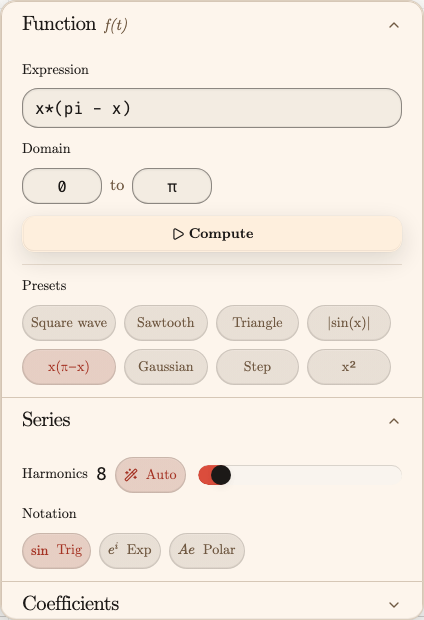 Function f(t)
Expression
x*(pi - x)
Domain
0 to π
Compute
Presets
Square wave Sawtooth Triangle |sin(x)|
x(π−x) Gaussian Step x²
Series
Harmonics 8 Auto
Notation
sin Trig eⁱ Exp Ae Polar
Coefficients